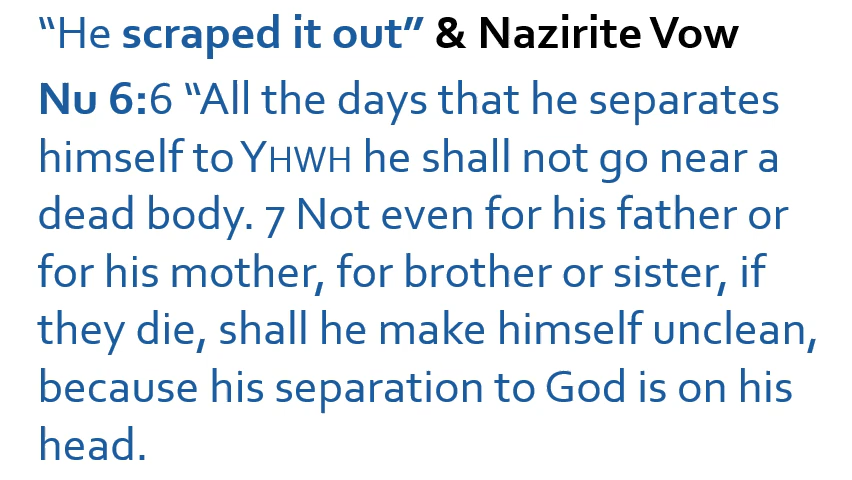 “He scraped it out” & Nazirite Vow
Nu 6:6 “All the days that he separates
himself to YHWH he shall not go near a
dead body. 7 Not even for his father or
for his mother, for brother or sister, if
they die, shall he make himself unclean,
because his separation to God is on his
head.